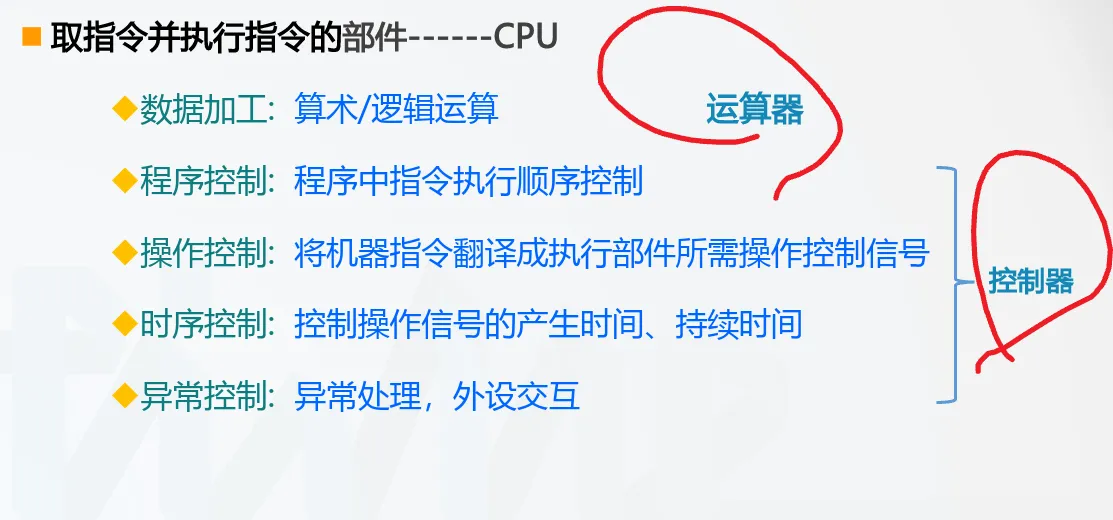 取指令并执行指令的部件------CPU
数据加工: 算术/逻辑运算 运算器
程序控制: 程序中指令执行顺序控制
操作控制: 将机器指令翻译成执行部件所需操作控制信号
控制器
时序控制: 控制操作信号的产生时间、持续时间
异常控制: 异常处理，外设交互